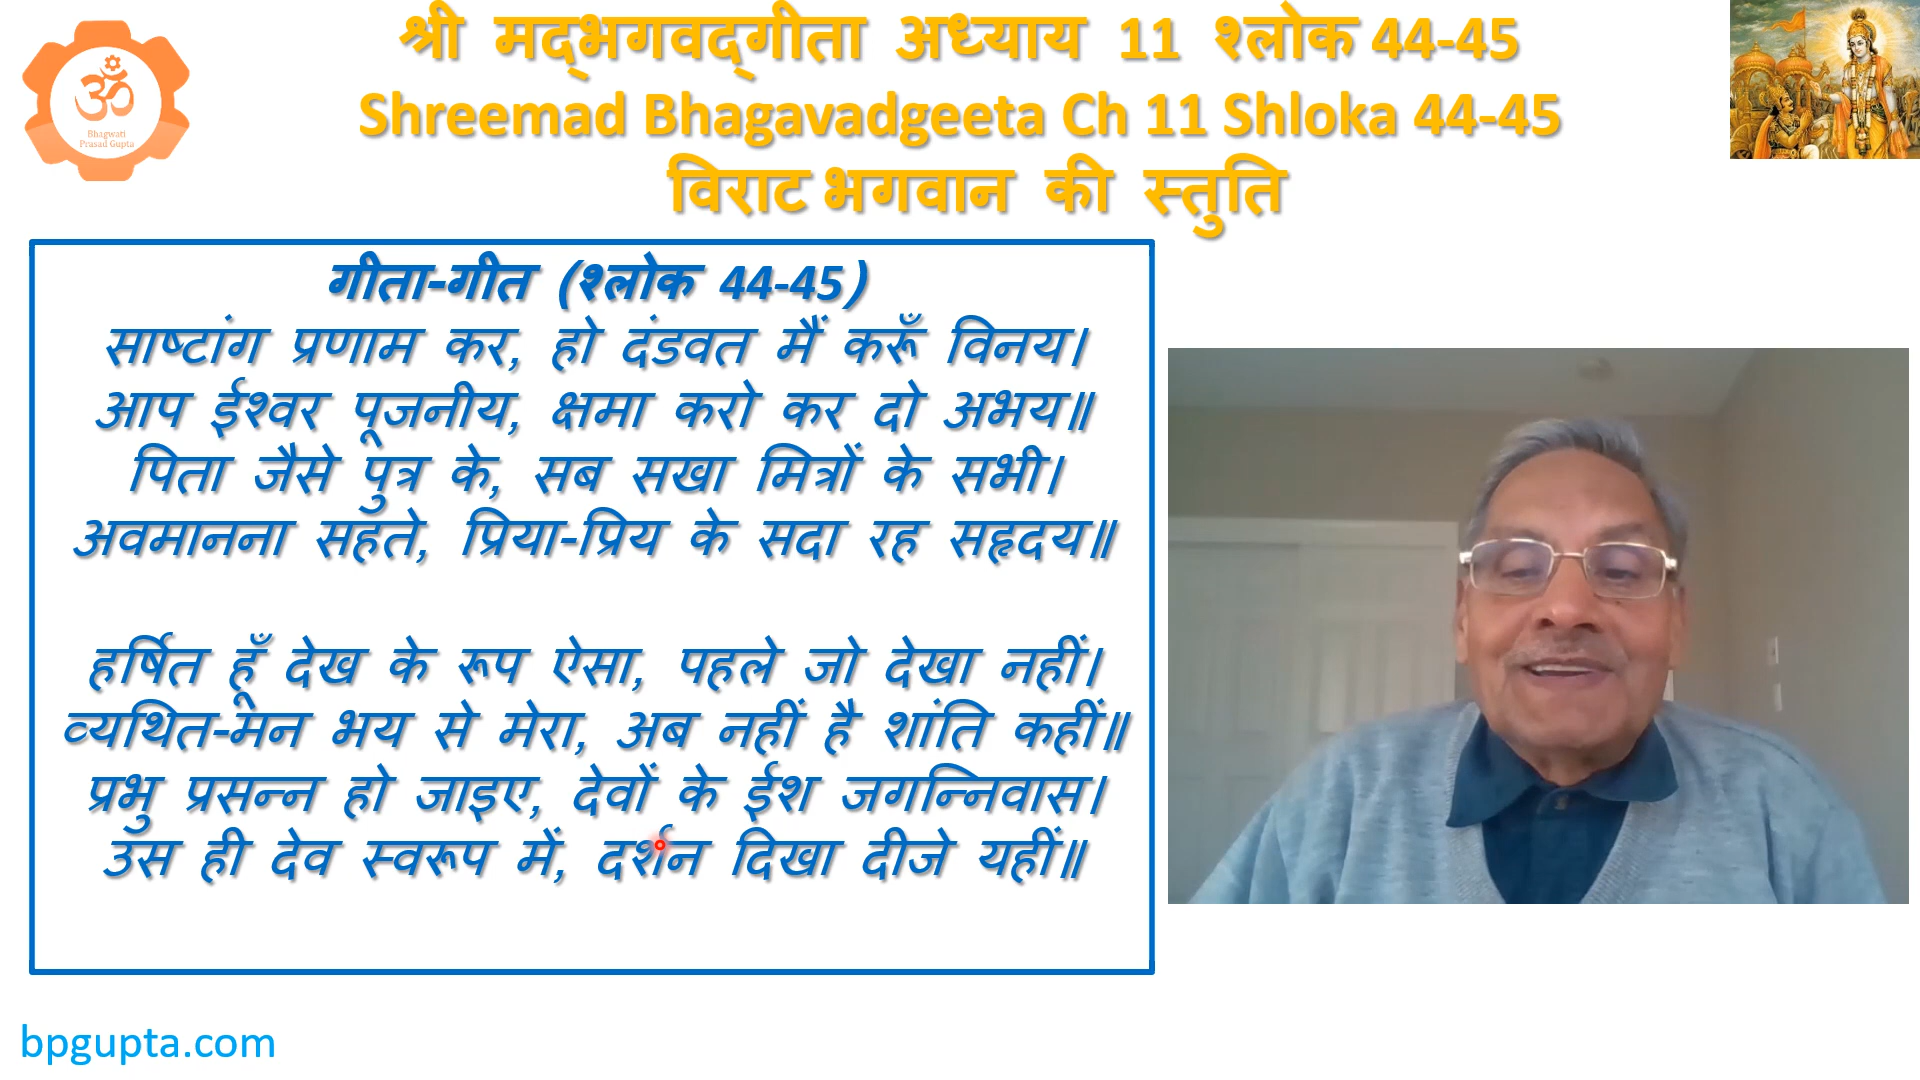 श्री मद्भगवद्गीता अध्याय 11 श्लोक 44-45
Shreemad Bhagavadgeeta Ch 11 Shloka 44-45
विराट भगवान की स्तुति
ॐ
Bhagwati
Prasad Gupta
गीता-गीत (श्लोक 44-45)
साष्टांग प्रणाम कर, हो दंडवत मैं करूँ विनय।
आप ईश्वर पूजनीय, क्षमा करो कर दो अभय॥
पिता जैसे पुत्र के, सब सखा मित्रों के सभी।
अवमानना सहते, प्रिया-प्रिय के सदा रह सहृदय॥
हर्षित हूँ देख के रूप ऐसा, पहले जो देखा नहीं।
व्यथित-मन भय से मेरा, अब नहीं है शांति कहीं॥
प्रभु प्रसन्न हो जाइए, देवों के ईश जगन्निवास।
उस ही देव स्वरूप में, दर्शन दिखा दीजे यहीं॥
bpgupta.com